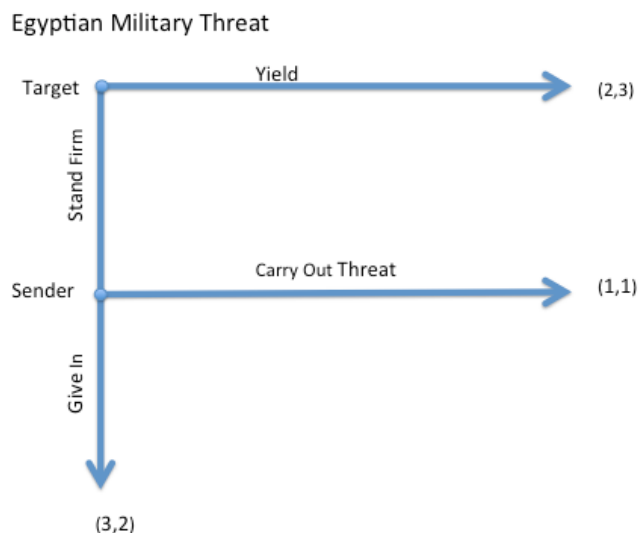 Egyptian Military Threat
Yield
Target
(2,3)
Stand Firm
Carry Out Threat
Sender
(1,1)
Give In
(3,2)